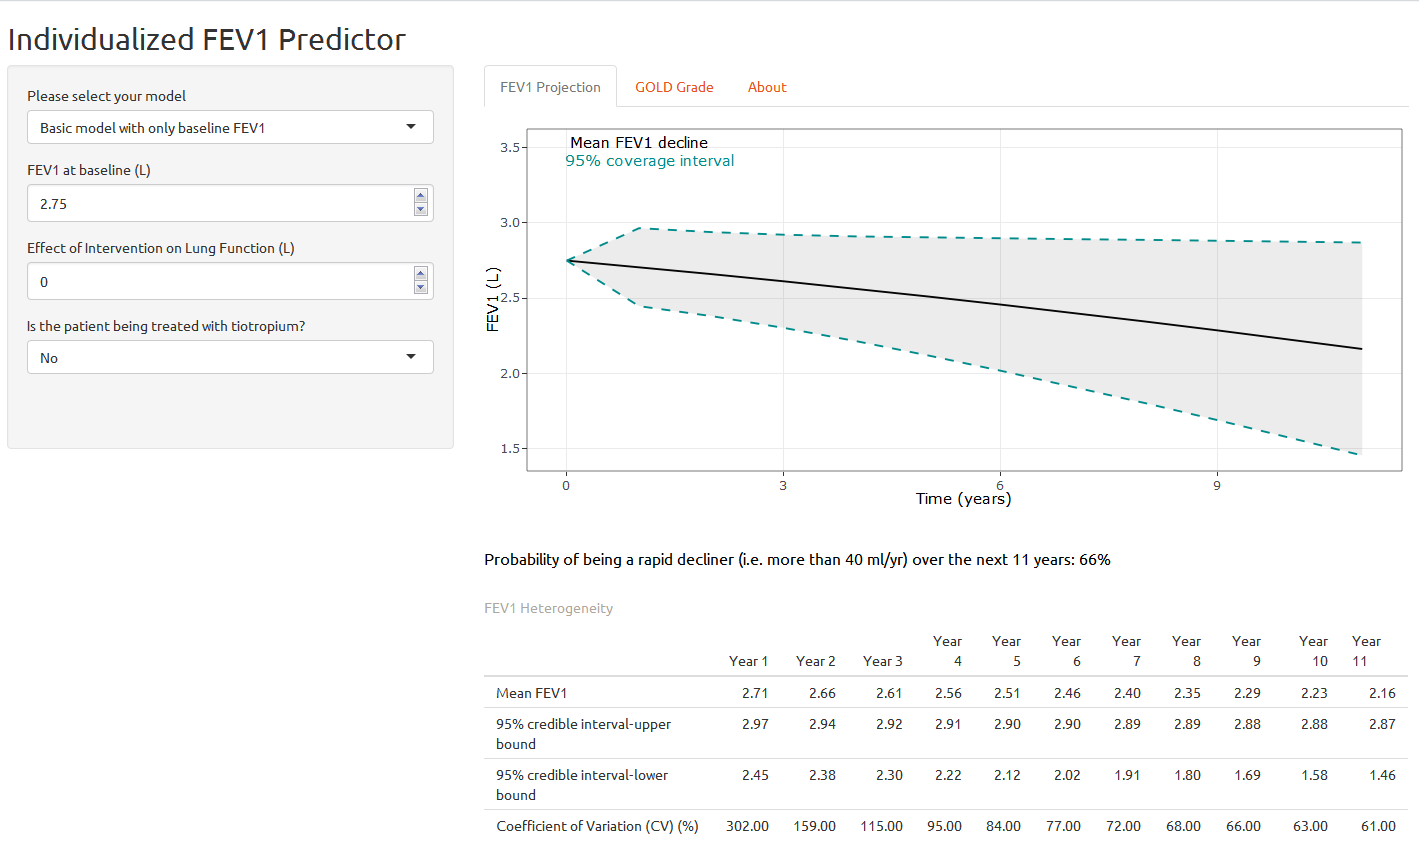 Individualized FEV1 Predictor
Please select your model
Basic model with only baseline FEV1
FEV1 at baseline (L)
2.75
Effect of Intervention on Lung Function (L)
0
Is the patient being treated with tiotropium?
No
FEV1 Projection GOLD Grade About
Mean FEV1 decline
95% coverage interval
3.5
3.0
2.5
2.0
1.5
FEV1 (L)
0 3 6 9
Time (years)
Probability of being a rapid decliner (i.e. more than 40 ml/yr) over the next 11 years: 66%
FEV1 Heterogeneity
Year 1 Year 2 Year 3 Year 4 Year 5 Year 6 Year 7 Year 8 Year 9 Year 10 Year 11
Mean FEV1 2.71 2.66 2.61 2.56 2.51 2.46 2.40 2.35 2.29 2.23 2.16
95% credible interval-upper 2.97 2.94 2.92 2.91 2.90 2.90 2.89 2.89 2.88 2.88 2.87
bound
95% credible interval-lower 2.45 2.38 2.30 2.22 2.12 2.02 1.91 1.80 1.69 1.58 1.46
bound
Coefficient of Variation (CV) (%) 302.00 159.00 115.00 95.00 84.00 77.00 72.00 68.00 66.00 63.00 61.00